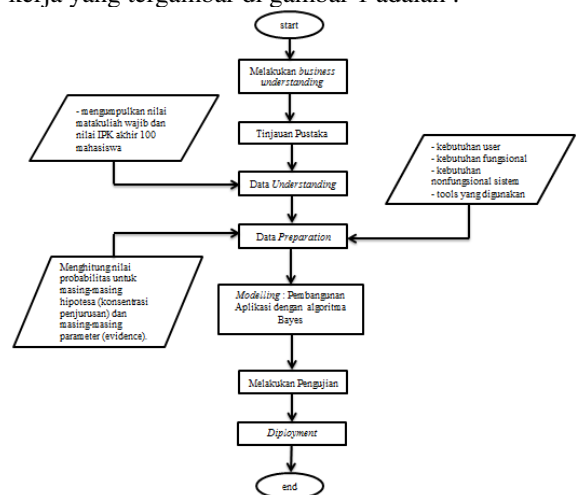 kerja yang tergambar di gambar 1 adalah :
start
Melakukan business
understanding
- mengumpulkan nilai
matakuliah wajib dan
nilai IPK akhir 100
mahasiswa
Tinjauan Pustaka
- kebutuhan user
- kebutuhan fungsional
- kebutuhan
nonfungsional sistem
- tools yang digunakan
Data Understanding
Data Preparation
Menghitung nilai
probabilitas untuk
masing-masing
hipotesa (konsentrasi
penjurusan) dan
masing-masing
parameter (evidence).
Modelling : Pembangunan
Aplikasi dengan algoritma
Bayes
Melakukan Pengujian
Diployment
end